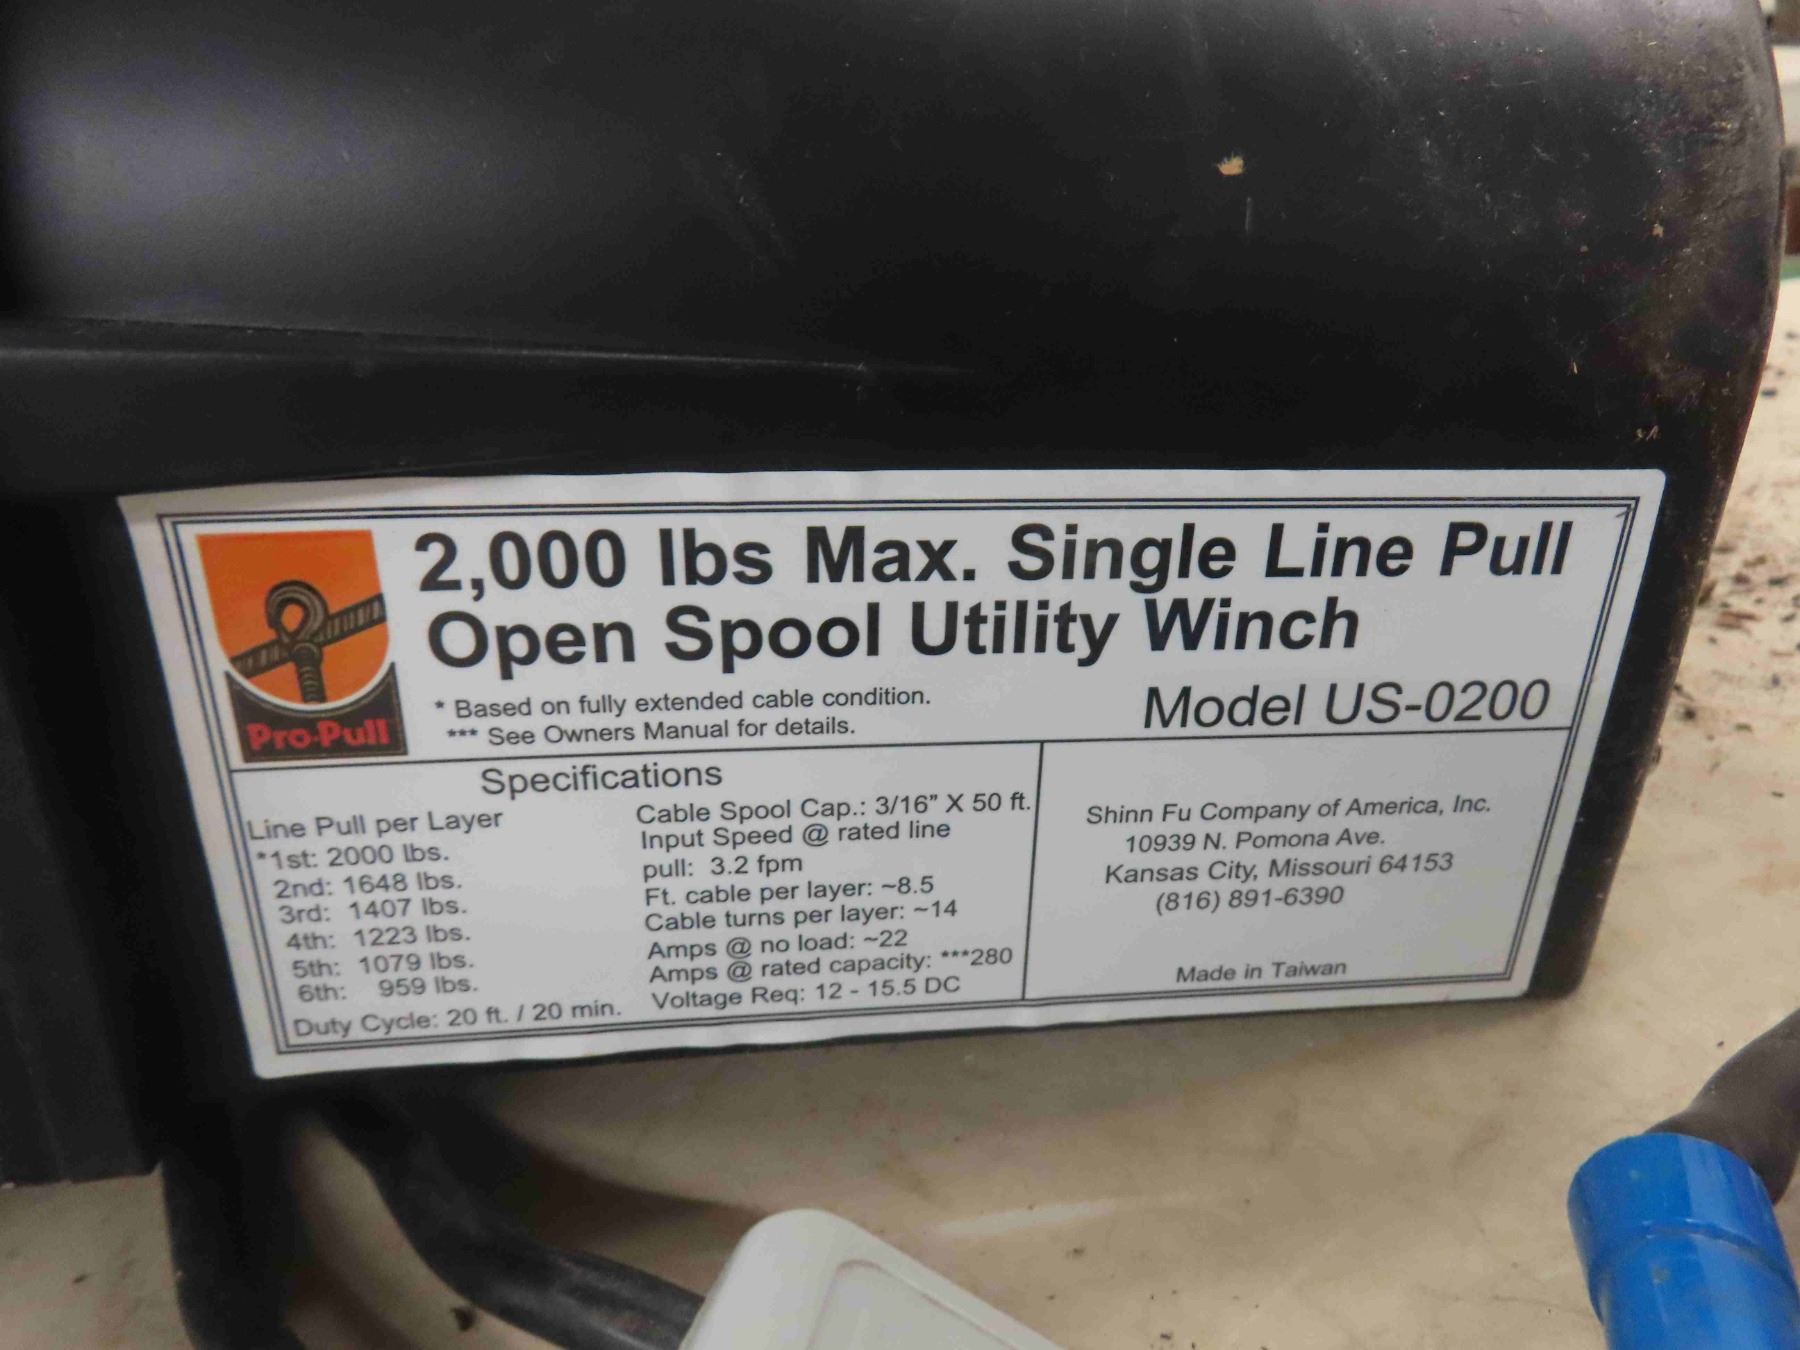 2,000 lbs Max. Single Line Pull
Open Spool Utility Winch
* Based on fully extended cable condition.
*** See Owners Manual for details.
Model US-0200
Pro-Pull
Specifications
Line Pull per Layer
*1st: 2000 lbs.
2nd: 1648 lbs.
3rd: 1407 lbs.
4th: 1223 lbs.
5th: 1079 lbs.
6th: 959 lbs.
Duty Cycle: 20 ft. / 20 min.
Cable Spool Cap.: 3/16” X 50 ft.
Input Speed @ rated line
pull: 3.2 fpm
Ft. cable per layer: ~8.5
Cable turns per layer: ~14
Amps @ no load: ~22
Amps @ rated capacity: ***280
Voltage Req: 12 - 15.5 DC
Shinn Fu Company of America, Inc.
10939 N. Pomona Ave.
Kansas City, Missouri 64153
(816) 891-6390
Made in Taiwan